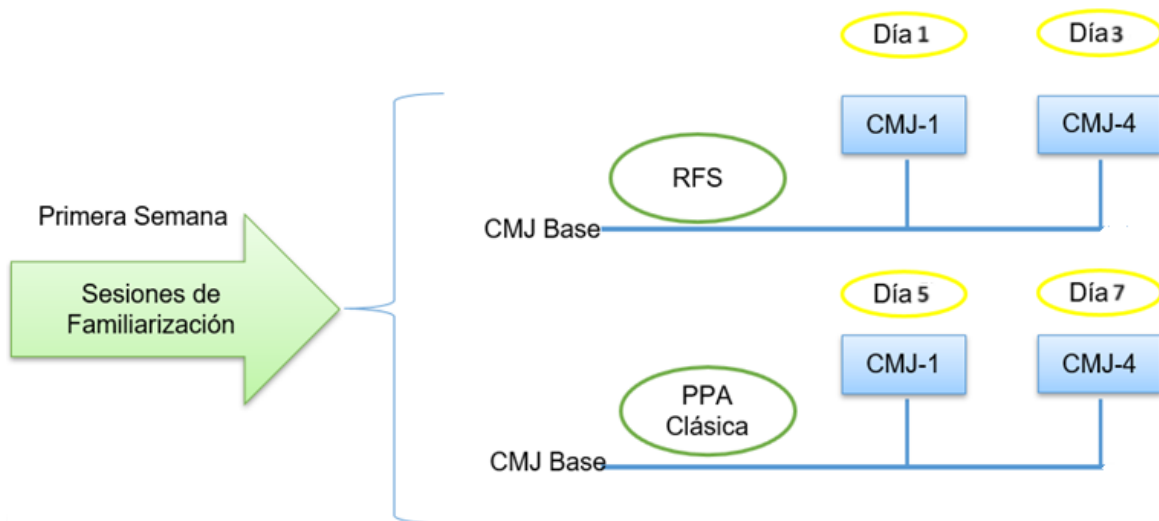 Día 1
Día 3
CMJ-1
CMJ-4
RFS
CMJ Base
Primera Semana
Sesiones de
Familiarización
Día 5
Día 7
CMJ-1
CMJ-4
PPA
Clásica
CMJ Base